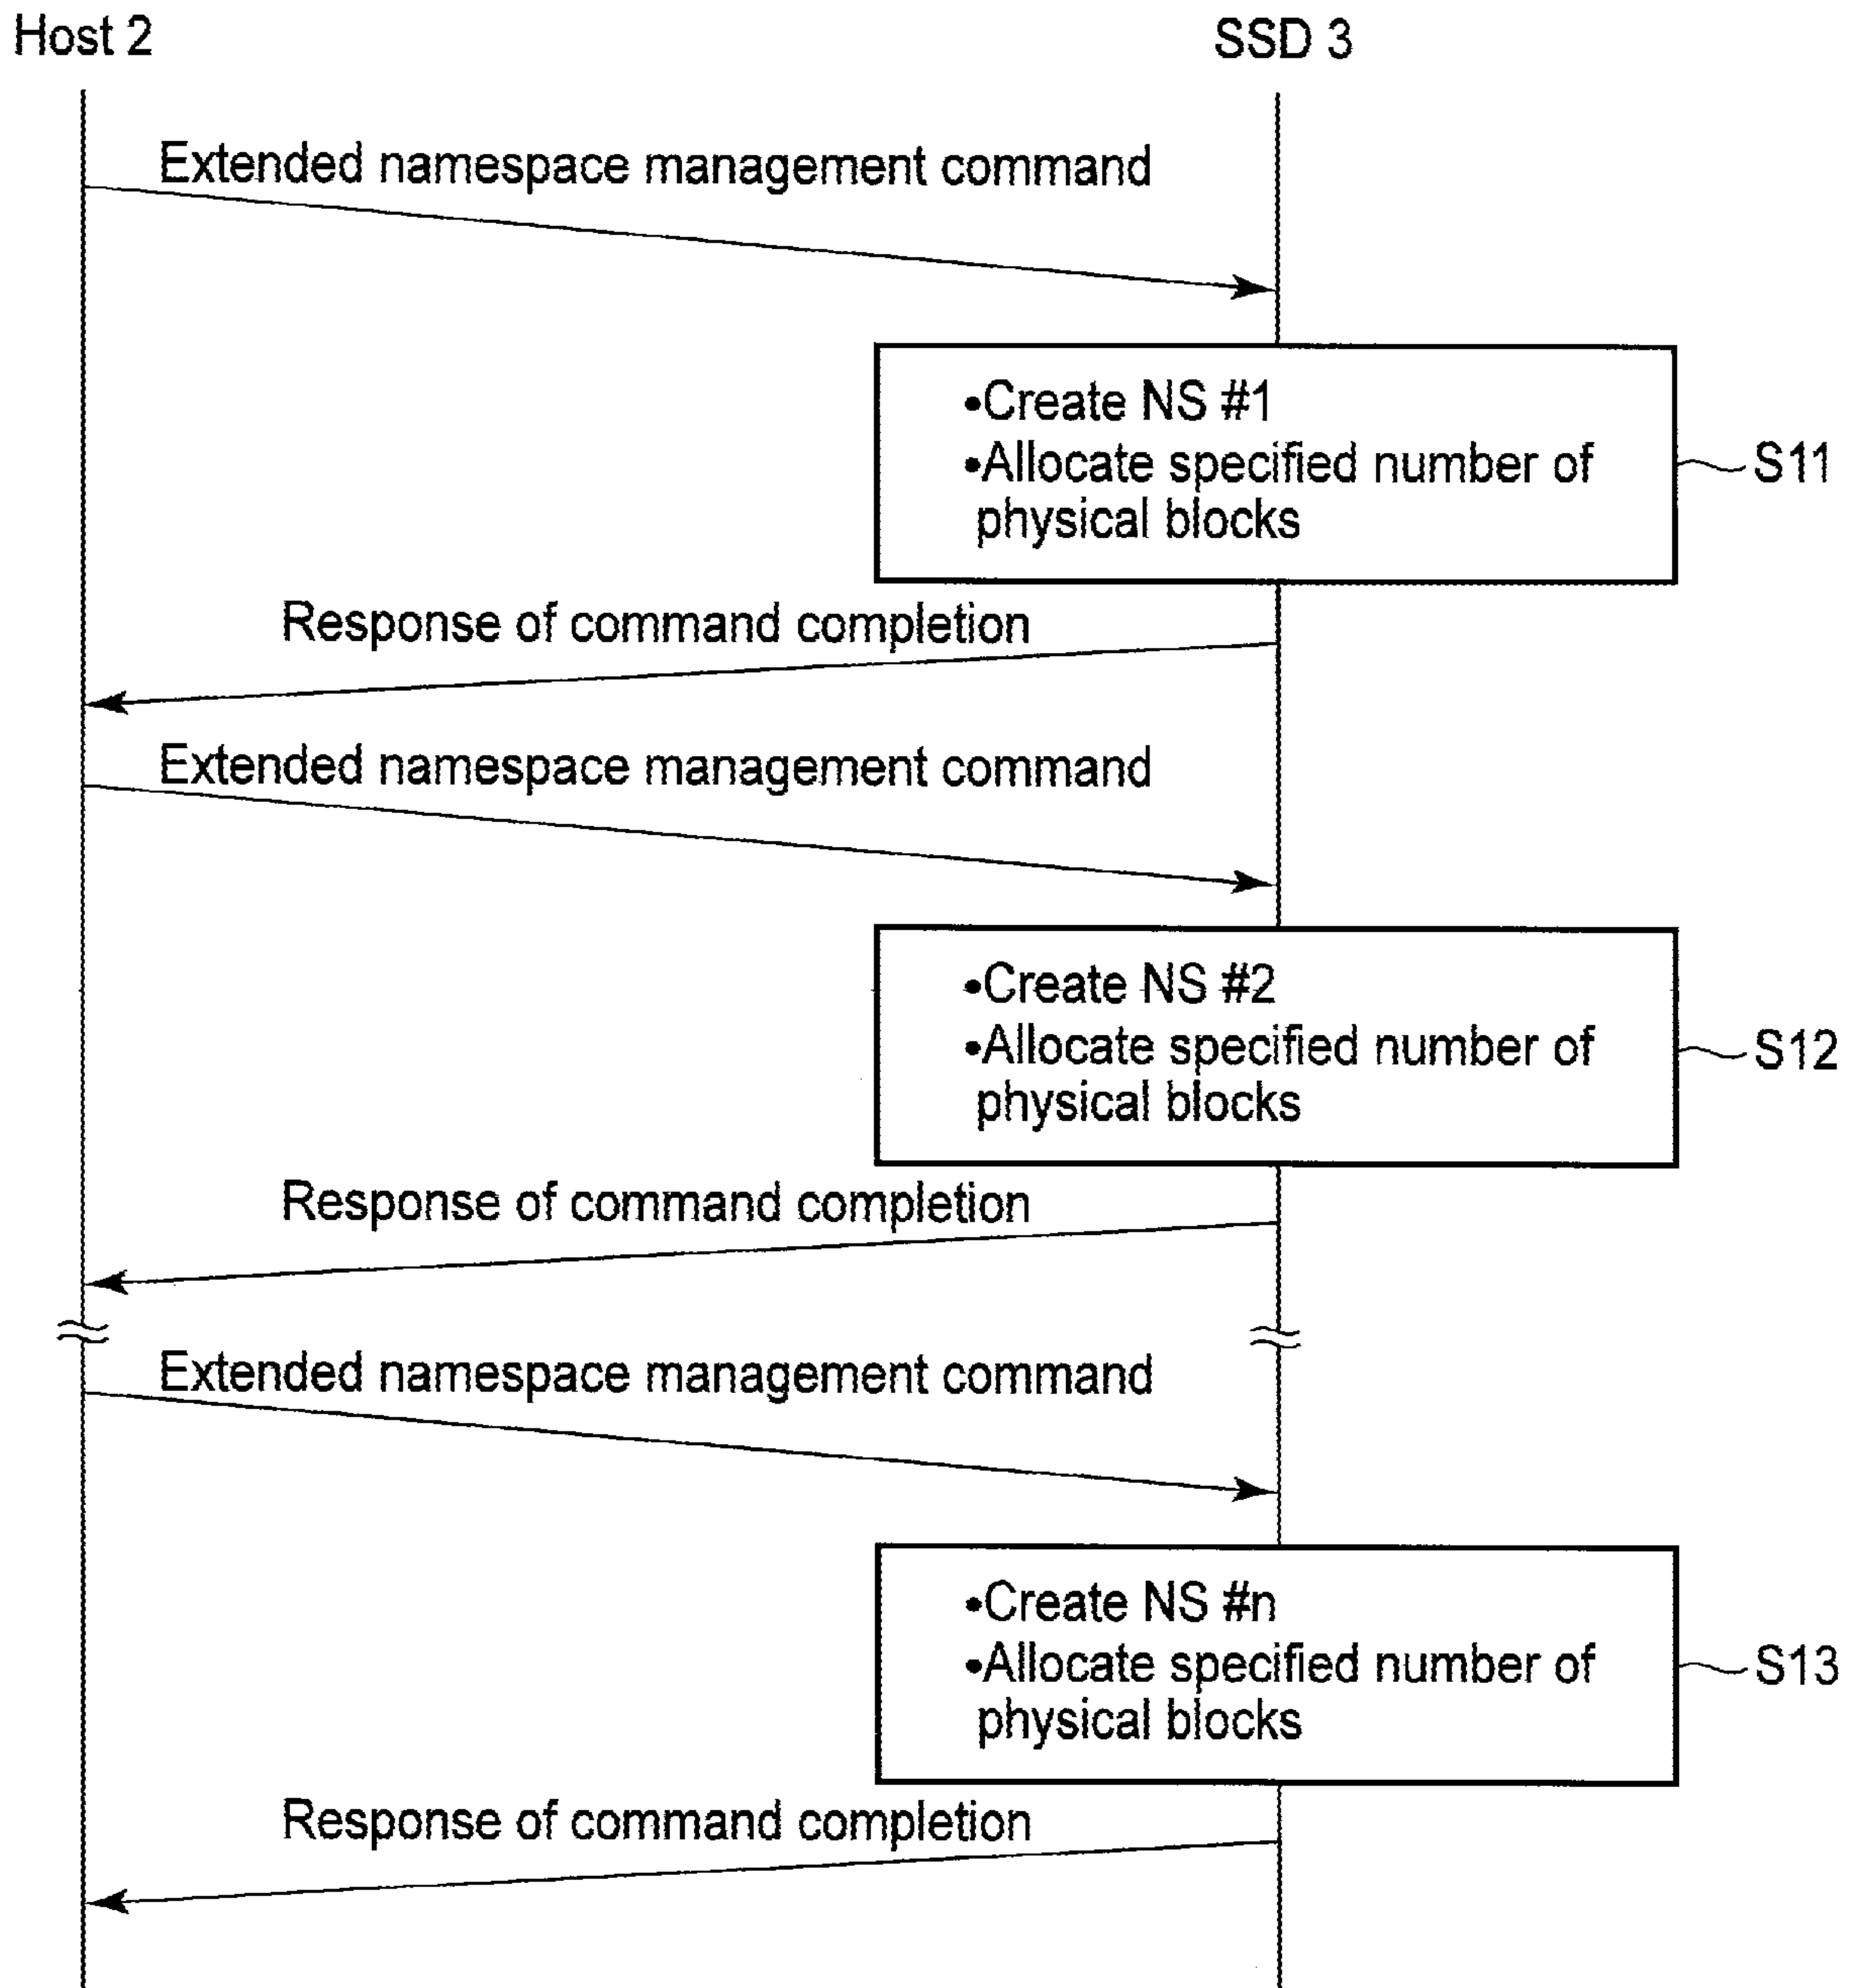 Host 2
SSD 3
Extended namespace management command
•Create NS #1
•Allocate specified number of
physical blocks
S11
Response of command completion
Extended namespace management command
•Create NS #2
•Allocate specified number of
physical blocks
S12
Response of command completion
Extended namespace management command
•Create NS #n
•Allocate specified number of
physical blocks
S13
Response of command completion